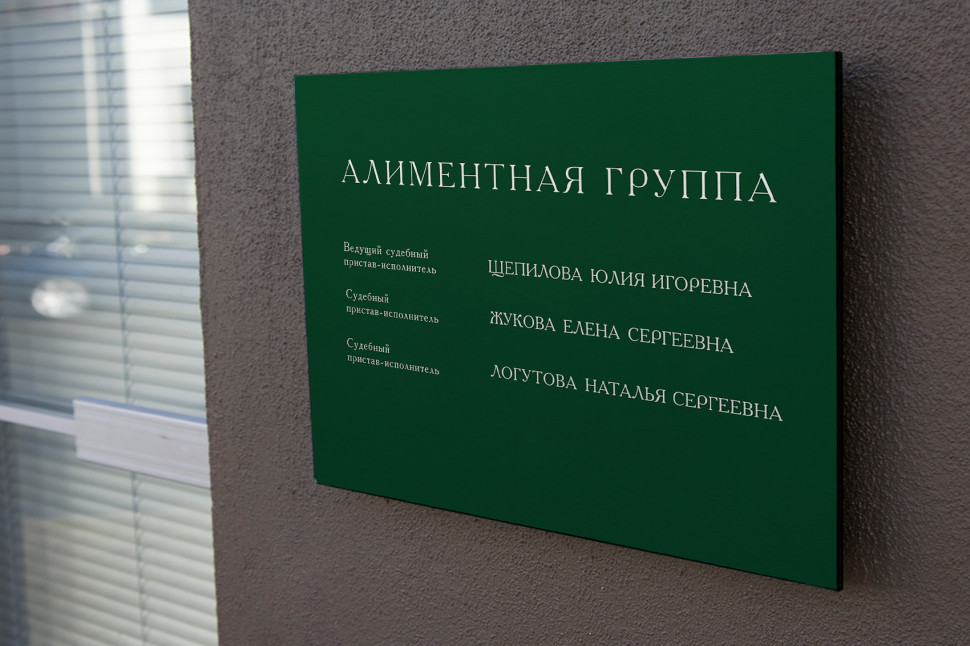 АЛИМЕНТНАЯ ГРУППА
Ведущий судебный
пристав-исполнитель
ЩЕПИЛОВА ЮЛИЯ ИГОРЕВНА
Судебный
пристав-исполнитель
ЖУКОВА ЕЛЕНА СЕРГЕЕВНА
Судебный
пристав-исполнитель
ЛОГУТОВА НАТАЛЬЯ СЕРГЕЕВНА